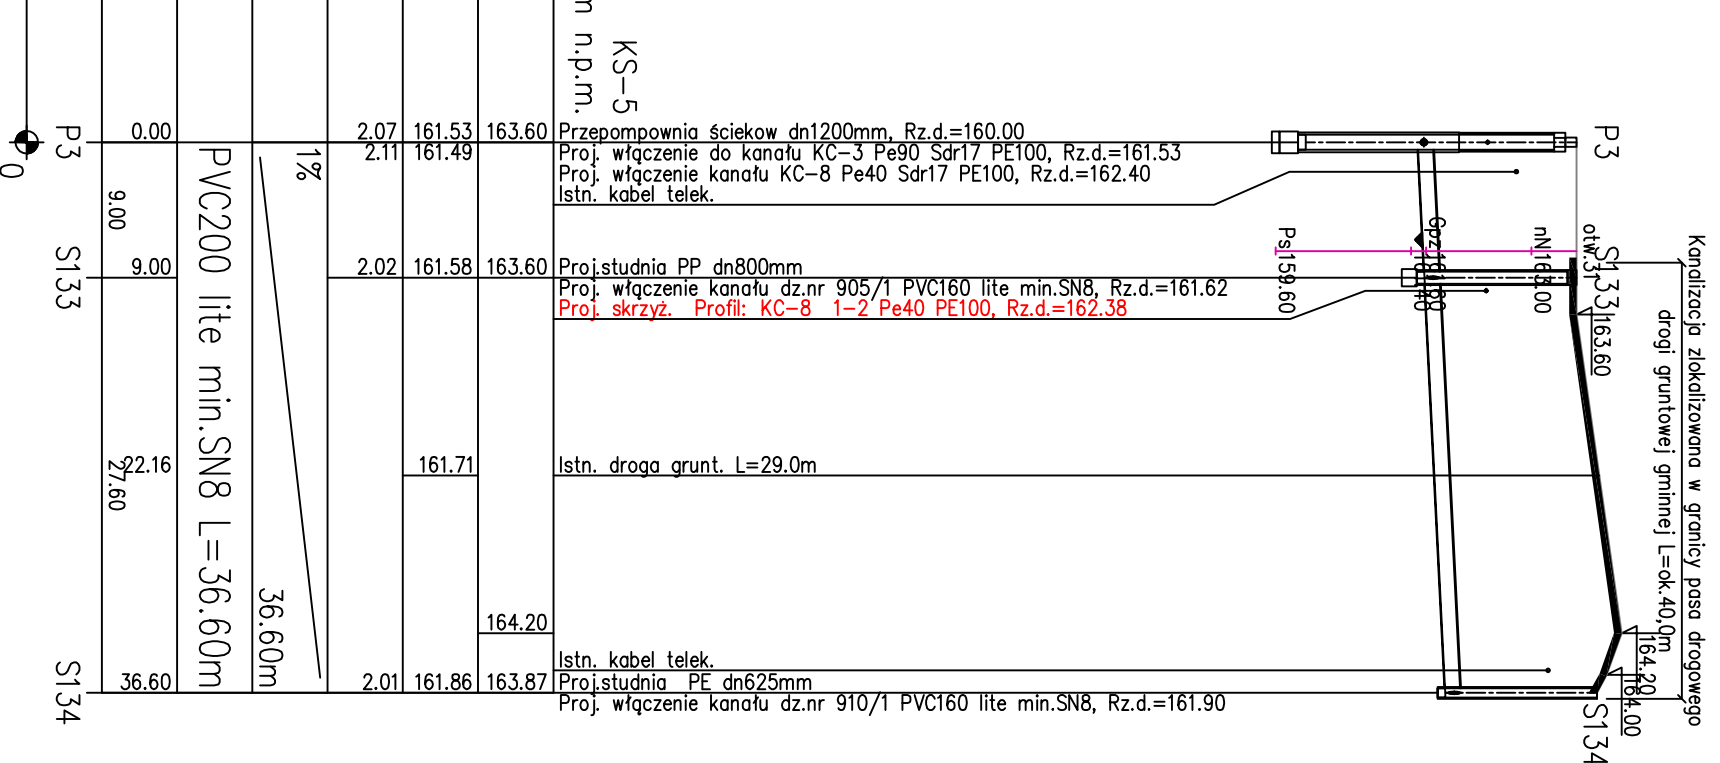 m n.p.m.
KS-5
Przepompownia ściekow dn1200mm, Rz.d.=160.00
Proj. włączenie do kanału KC-3 Pe90 Sdr17 PE100, Rz.d.=161.53
Proj. włączenie kanału KC-8 Pe40 Sdr17 PE100, Rz.d.=162.40
Istn. kabel telek.
Proj.studnia PP dn800mm
Proj. włączenie kanału dz.nr 905/1 PVC160 lite min.SN8, Rz.d.=161.62
Proj. skrzyż. Profil: KC-8 1-2 Pe40 PE100, Rz.d.=162.38
Istn. droga grunt. L=29.0m
Istn. kabel telek.
Proj.studnia PE dn625mm
Proj. włączenie kanału dz.nr 910/1 PVC160 lite min.SN8, Rz.d.=161.90
163.60
163.60
164.20
163.87
161.53
161.49
161.58
161.71
161.86
2.07
2.11
2.02
2.01
1%
36.60m
PVC200 lite min.SN8 L=36.60m
0.00
9.00
22.16
36.60
9.00
27.60
P3
S133
S134
0
P3
S133
S134
otw.31
nN163.00
Ps159.60
163.60
164.20
164.00
Kanalizacja zlokalizowana w granicy pasa drogowego
drogi gruntowej gminnej L=ok.40,0m